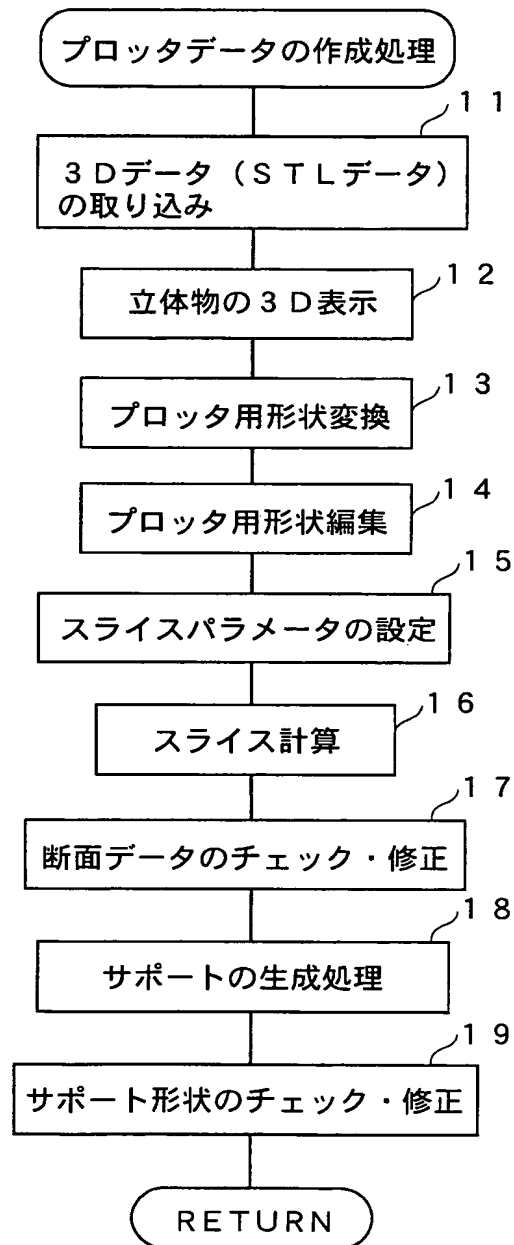 プロッタデータの作成処理
１１
３Ｄデータ（ＳＴＬデータ）
の取り込み
１２
立体物の３Ｄ表示
１３
プロッタ用形状変換
１４
プロッタ用形状編集
１５
スライスパラメータの設定
１６
スライス計算
１７
断面データのチェック・修正
１８
サポートの生成処理
１９
サポート形状のチェック・修正
ＲＥＴＵＲＮ